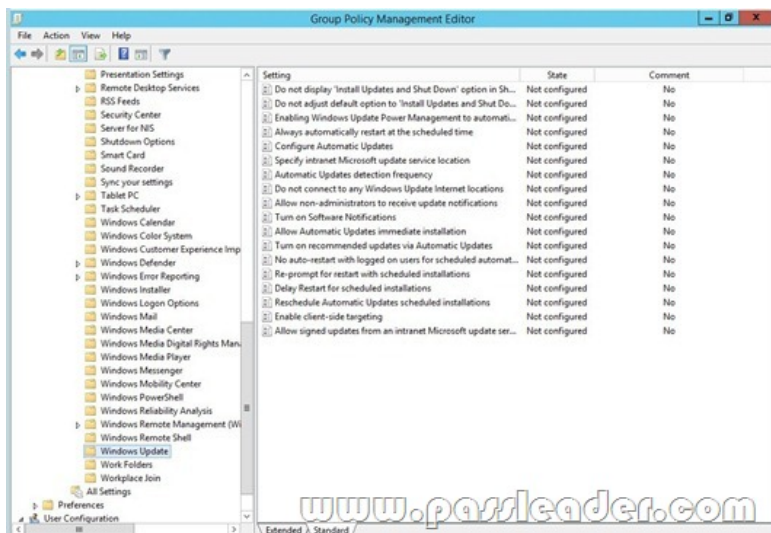 Group Policy Management Editor
File Action View Help
Presentation Settings
Remote Desktop Services
RSS Feeds
Security Center
Server for NIS
Shutdown Options
Smart Card
Sound Recorder
Sync your settings
Tablet PC
Task Scheduler
Windows Calendar
Windows Color System
Windows Customer Experience Imp
Windows Defender
Windows Error Reporting
Windows Installer
Windows Logon Options
Windows Mail
Windows Media Center
Windows Media Digital Rights Man
Windows Media Player
Windows Messenger
Windows Mobility Center
Windows PowerShell
Windows Reliability Analysis
Windows Remote Management (Wi
Windows Remote Shell
Windows Update
Work Folders
Workplace Join
All Settings
Preferences
User Configuration
Setting State Comment
Do not display 'Install Updates and Shut Down' option in Sh... Not configured No
Do not adjust default option to 'Install Updates and Shut Do... Not configured No
Enabling Windows Update Power Management to automati... Not configured No
Always automatically restart at the scheduled time Not configured No
Configure Automatic Updates Not configured No
Specify intranet Microsoft update service location Not configured No
Automatic Updates detection frequency Not configured No
Do not connect to any Windows Update Internet locations Not configured No
Allow non-administrators to receive update notifications Not configured No
Turn on Software Notifications Not configured No
Allow Automatic Updates immediate installation Not configured No
Turn on recommended updates via Automatic Updates Not configured No
No auto-restart with logged on users for scheduled automat... Not configured No
Re-prompt for restart with scheduled installations Not configured No
Delay Restart for scheduled installations Not configured No
Reschedule Automatic Updates scheduled installations Not configured No
Enable client-side targeting Not configured No
Allow signed updates from an intranet Microsoft update ser... Not configured No
www.passleader.com
Extended Standard